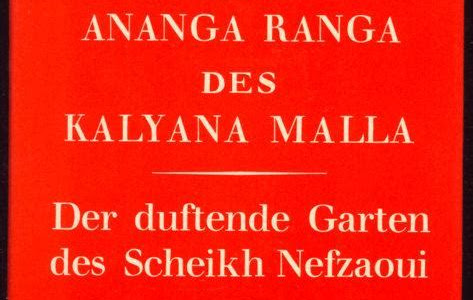 ANANGA RANGA
DES
KALYANA MALLA
Der duftende Garten
des Scheikh Nefzaoui